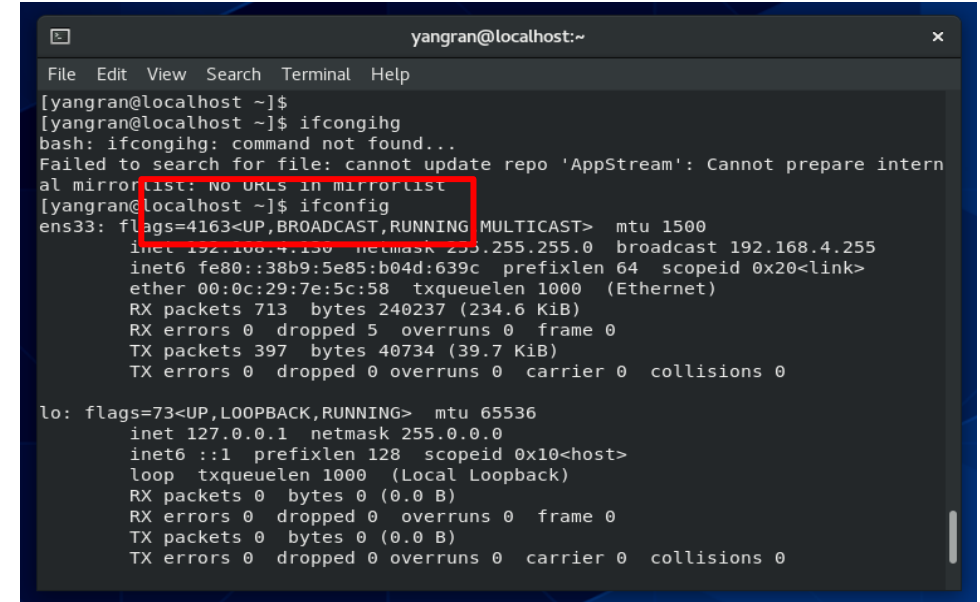 yangran@localhost:~
File Edit View Search Terminal Help
[yangran@localhost ~]$
[yangran@localhost ~]$ ifcongihg
bash: ifcongihg: command not found...
Failed to search for file: cannot update repo 'AppStream': Cannot prepare intern
al mirrorlist: No URLs in mirrorlist
[yangran@localhost ~]$ ifconfig
ens33: flags=4163<UP,BROADCAST,RUNNING,MULTICAST>  mtu 1500
inet 192.168.4.130  netmask 255.255.255.0  broadcast 192.168.4.255
inet6 fe80::38b9:5e85:b04d:639c  prefixlen 64  scopeid 0x20<link>
ether 00:0c:29:7e:5c:58  txqueuelen 1000  (Ethernet)
RX packets 713  bytes 240237 (234.6 KiB)
RX errors 0  dropped 5  overruns 0  frame 0
TX packets 397  bytes 40734 (39.7 KiB)
TX errors 0  dropped 0 overruns 0  carrier 0  collisions 0
lo: flags=73<UP,LOOPBACK,RUNNING>  mtu 65536
inet 127.0.0.1  netmask 255.0.0.0
inet6 ::1  prefixlen 128  scopeid 0x10<host>
loop  txqueuelen 1000  (Local Loopback)
RX packets 0  bytes 0 (0.0 B)
RX errors 0  dropped 0  overruns 0  frame 0
TX packets 0  bytes 0 (0.0 B)
TX errors 0  dropped 0 overruns 0  carrier 0  collisions 0